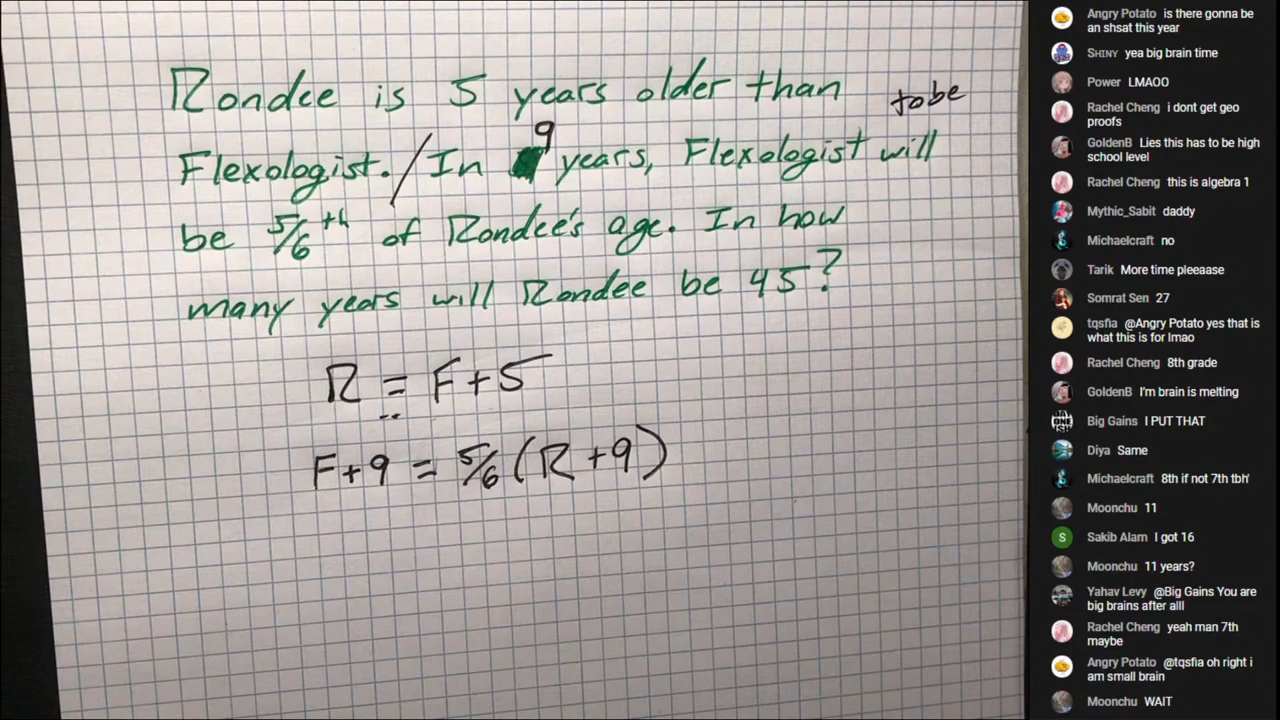 Rondee is 5 years older than
to be
Flexologist. / In 9 years, Flexologist will
be 5/6th of Rondee's age. In how
many years will Rondee be 45?
R = F+5
F+9 = 5/6 (R+9)
Angry Potato is there gonna be
an shsat this year
SHINY yea big brain time
Power LMAOO
Rachel Cheng i dont get geo
proofs
GoldenB Lies this has to be high
school level
Rachel Cheng this is algebra 1
Mythic_Sabit daddy
Michaelcraft no
Tarik More time pleeaase
Somrat Sen 27
tqsfia @Angry Potato yes that is
what this is for lmao
Rachel Cheng 8th grade
GoldenB I'm brain is melting
Big Gains I PUT THAT
Diya Same
Michaelcraft 8th if not 7th tbh'
Moonchu 11
S Sakib Alam I got 16
Moonchu 11 years?
Yahav Levy @Big Gains You are
big brains after alll
Rachel Cheng yeah man 7th
maybe
Angry Potato @tqsfia oh right i
am small brain
Moonchu WAIT